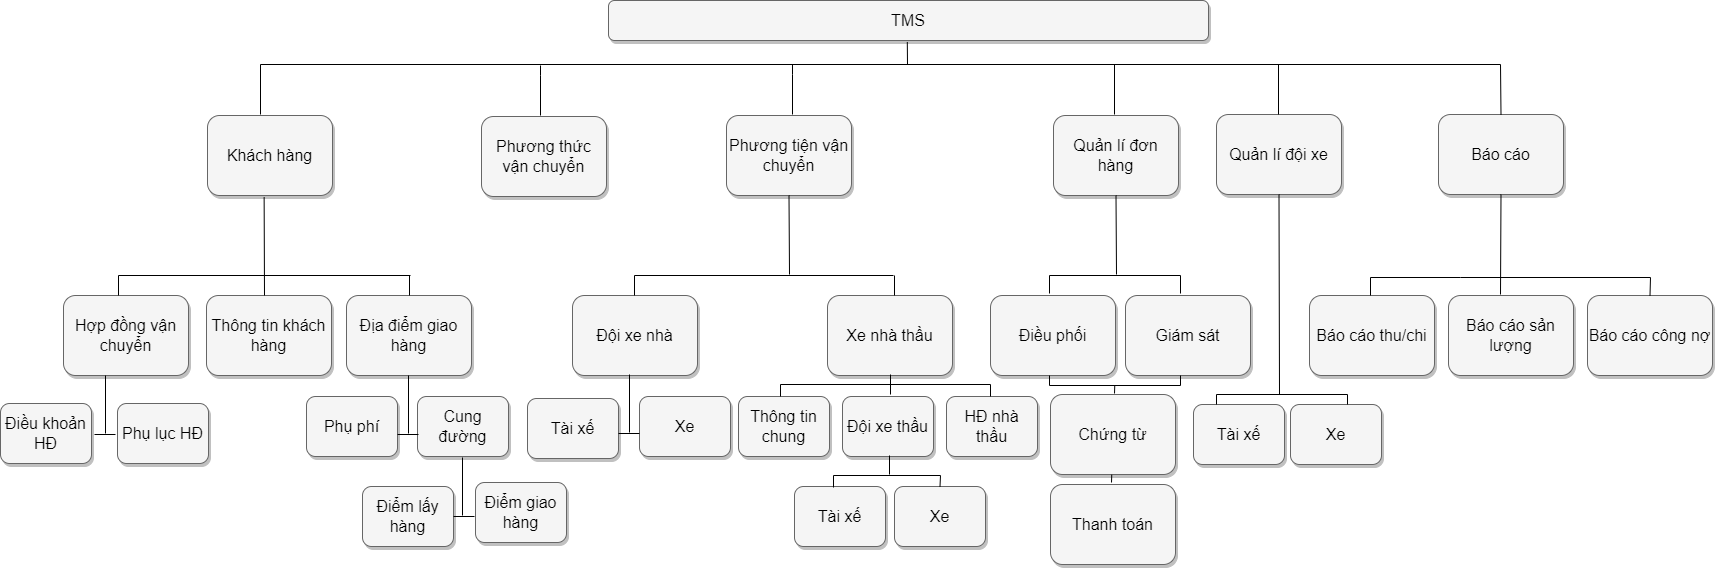 TMS
Khách hàng
Phương thức
vận chuyển
Phương tiện vận
chuyển
Quản lí đơn
hàng
Quản lí đội xe
Báo cáo
Hợp đồng vận
chuyển
Thông tin khách
hàng
Địa điểm giao
hàng
Đội xe nhà
Xe nhà thầu
Điều phối
Giám sát
Báo cáo thu/chi
Báo cáo sản
lượng
Báo cáo công nợ
Điều khoản
HĐ
Phụ lục HĐ
Phụ phí
Cung
đường
Tài xế
Xe
Thông tin
chung
Đội xe thầu
HĐ nhà
thầu
Chứng từ
Tài xế
Xe
Điểm lấy
hàng
Điểm giao
hàng
Tài xế
Xe
Thanh toán